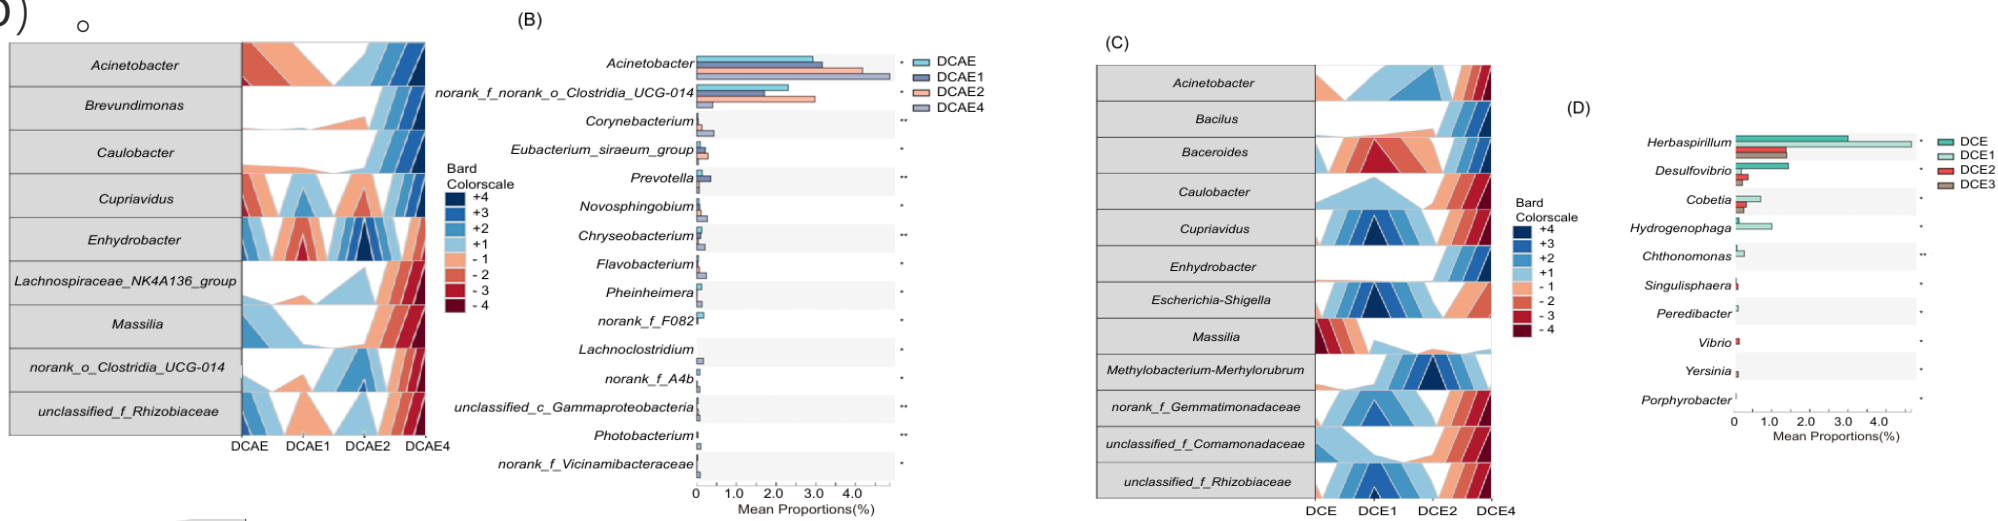 (B)
Acinetobacter
Brevundimonas
Caulobacter
Cupriavidus
Enhydrobacter
Lachnospiraceae_NK4A136_group
Massilia
norank_o_Clostridia_UCG-014
unclassified_f_Rhizobiaceae
DCAE DCAE1 DCAE2 DCAE4
Bard
Colorscale
+4
+3
+2
+1
- 1
- 2
- 3
- 4
Acinetobacter *
norank_f_norank_o_Clostridia_UCG-014 *
Corynebacterium **
Eubacterium_siraeum_group *
Prevotella **
Novosphingobium *
Chryseobacterium **
Flavobacterium *
Pheinheimera *
norank_f_F082 *
Lachnoclostridium *
norank_f_A4b *
unclassified_c_Gammaproteobacteria **
Photobacterium **
norank_f_Vicinamibacteraceae *
0 1.0 2.0 3.0 4.0
Mean Proportions(%)
DCAE
DCAE1
DCAE2
DCAE4
(C)
Acinetobacter
Bacilus
Baceroides
Caulobacter
Cupriavidus
Enhydrobacter
Escherichia-Shigella
Massilia
Methylobacterium-Merhylorubrum
norank_f_Gemmatimonadaceae
unclassified_f_Comamonadaceae
unclassified_f_Rhizobiaceae
DCE DCE1 DCE2 DCE4
Bard
Colorscale
+4
+3
+2
+1
- 1
- 2
- 3
- 4
(D)
Herbaspirillum *
Desulfovibrio *
Cobetia *
Hydrogenophaga *
Chthonomonas **
Singulisphaera *
Peredibacter *
Vibrio *
Yersinia *
Porphyrobacter *
0 1.0 2.0 3.0 4.0
Mean Proportions(%)
DCE
DCE1
DCE2
DCE3